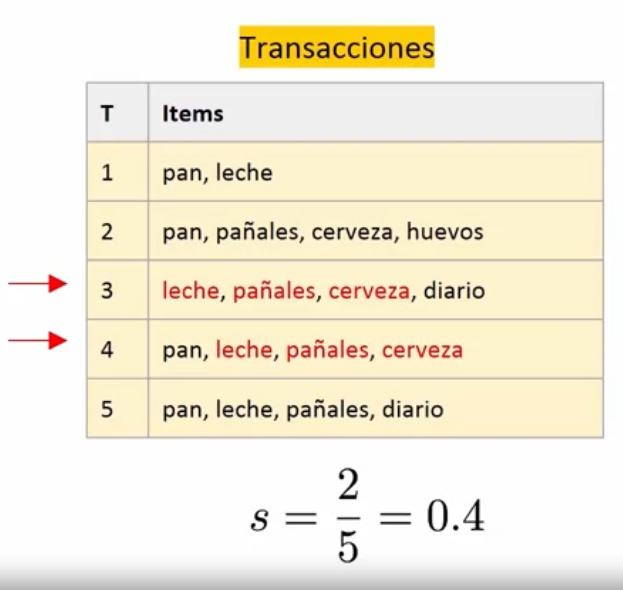 Transacciones
T Items
1 pan, leche
2 pan, pañales, cerveza, huevos
3 leche, pañales, cerveza, diario
4 pan, leche, pañales, cerveza
5 pan, leche, pañales, diario
s = 2/5 = 0.4